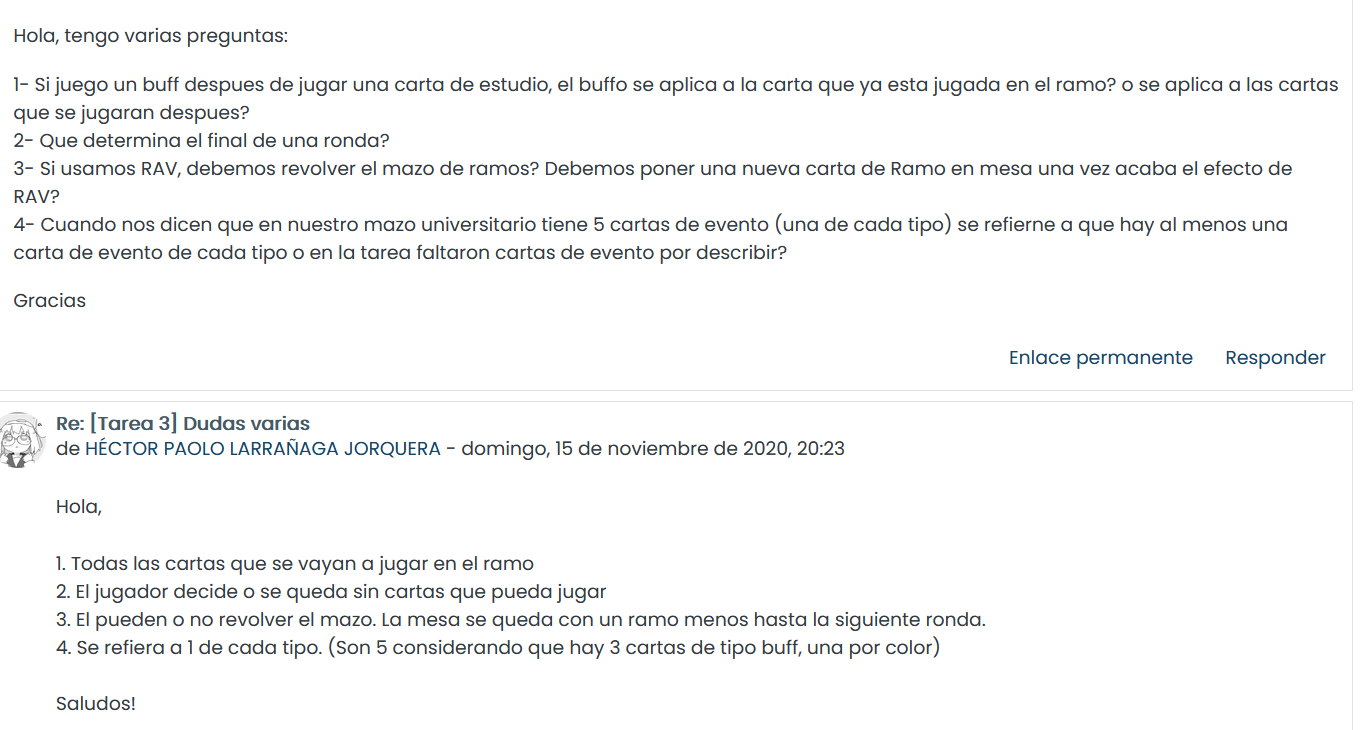 Hola, tengo varias preguntas:
1- Si juego un buff despues de jugar una carta de estudio, el buffo se aplica a la carta que ya esta jugada en el ramo? o se aplica a las cartas
que se jugaran despues?
2- Que determina el final de una ronda?
3- Si usamos RAV, debemos revolver el mazo de ramos? Debemos poner una nueva carta de Ramo en mesa una vez acaba el efecto de
RAV?
4- Cuando nos dicen que en nuestro mazo universitario tiene 5 cartas de evento (una de cada tipo) se refierne a que hay al menos una
carta de evento de cada tipo o en la tarea faltaron cartas de evento por describir?
Gracias
Enlace permanente Responder
Re: [Tarea 3] Dudas varias
de HÉCTOR PAOLO LARRAÑAGA JORQUERA - domingo, 15 de noviembre de 2020, 20:23
Hola,
1. Todas las cartas que se vayan a jugar en el ramo
2. El jugador decide o se queda sin cartas que pueda jugar
3. El pueden o no revolver el mazo. La mesa se queda con un ramo menos hasta la siguiente ronda.
4. Se refiera a 1 de cada tipo. (Son 5 considerando que hay 3 cartas de tipo buff, una por color)
Saludos!